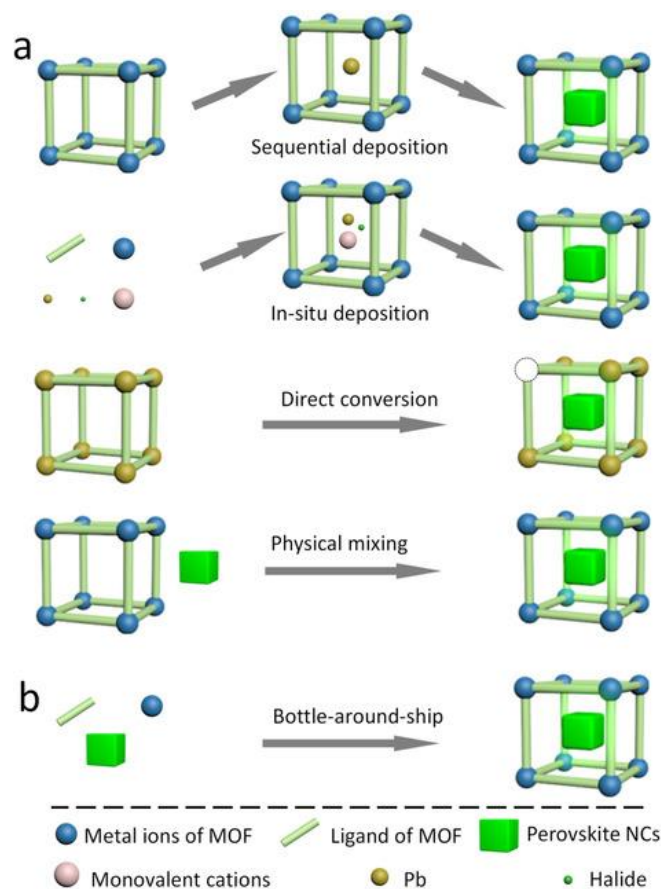 a
Sequential deposition
In-situ deposition
Direct conversion
Physical mixing
b
Bottle-around-ship
Metal ions of MOF
Ligand of MOF
Perovskite NCs
Monovalent cations
Pb
Halide